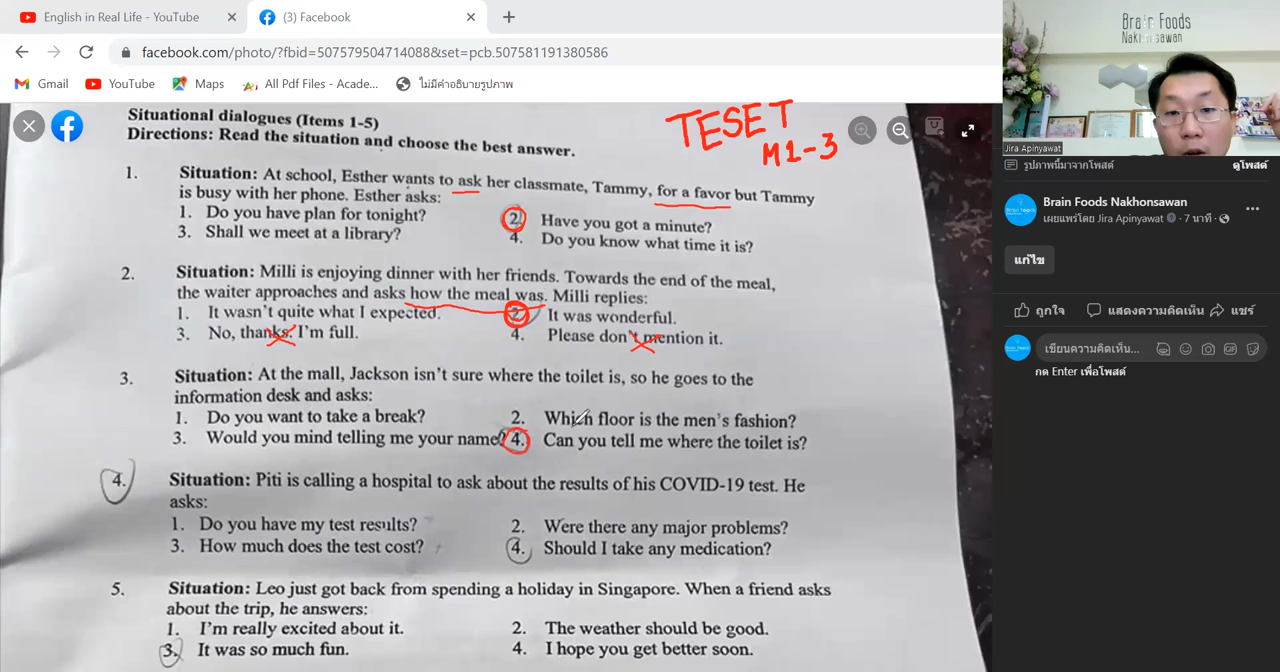 English in Real Life - YouTube
(3) Facebook
facebook.com/photo/?fbid=507579504714088&set=pcb.507581191380586
Gmail
YouTube
Maps
All Pdf Files - Acade...
ไม่มีคำอธิบายรูปภาพ
Brain Foods
Nakhonsawan
Jira Apinyawat
Situational dialogues (Items 1-5)
Directions: Read the situation and choose the best answer.
TESET
M1-3
1. Situation: At school, Esther wants to ask her classmate, Tammy, for a favor but Tammy
is busy with her phone. Esther asks:
1. Do you have plan for tonight? 2. Have you got a minute?
3. Shall we meet at a library? 4. Do you know what time it is?
2. Situation: Milli is enjoying dinner with her friends. Towards the end of the meal,
the waiter approaches and asks how the meal was. Milli replies:
1. It wasn't quite what I expected. 2. It was wonderful.
3. No, thanks. I'm full. 4. Please don't mention it.
3. Situation: At the mall, Jackson isn't sure where the toilet is, so he goes to the
information desk and asks:
1. Do you want to take a break? 2. Which floor is the men's fashion?
3. Would you mind telling me your name? 4. Can you tell me where the toilet is?
4. Situation: Piti is calling a hospital to ask about the results of his COVID-19 test. He
asks:
1. Do you have my test results? 2. Were there any major problems?
3. How much does the test cost? 4. Should I take any medication?
5. Situation: Leo just got back from spending a holiday in Singapore. When a friend asks
about the trip, he answers:
1. I'm really excited about it. 2. The weather should be good.
3. It was so much fun. 4. I hope you get better soon.
รูปภาพนี้มาจากโพสต์
ดูโพสต์
Brain Foods Nakhonsawan
เผยแพร่โดย Jira Apinyawat · 7 นาที ·
แก้ไข
ถูกใจ
แสดงความคิดเห็น
แชร์
เขียนความคิดเห็น...
กด Enter เพื่อโพสต์